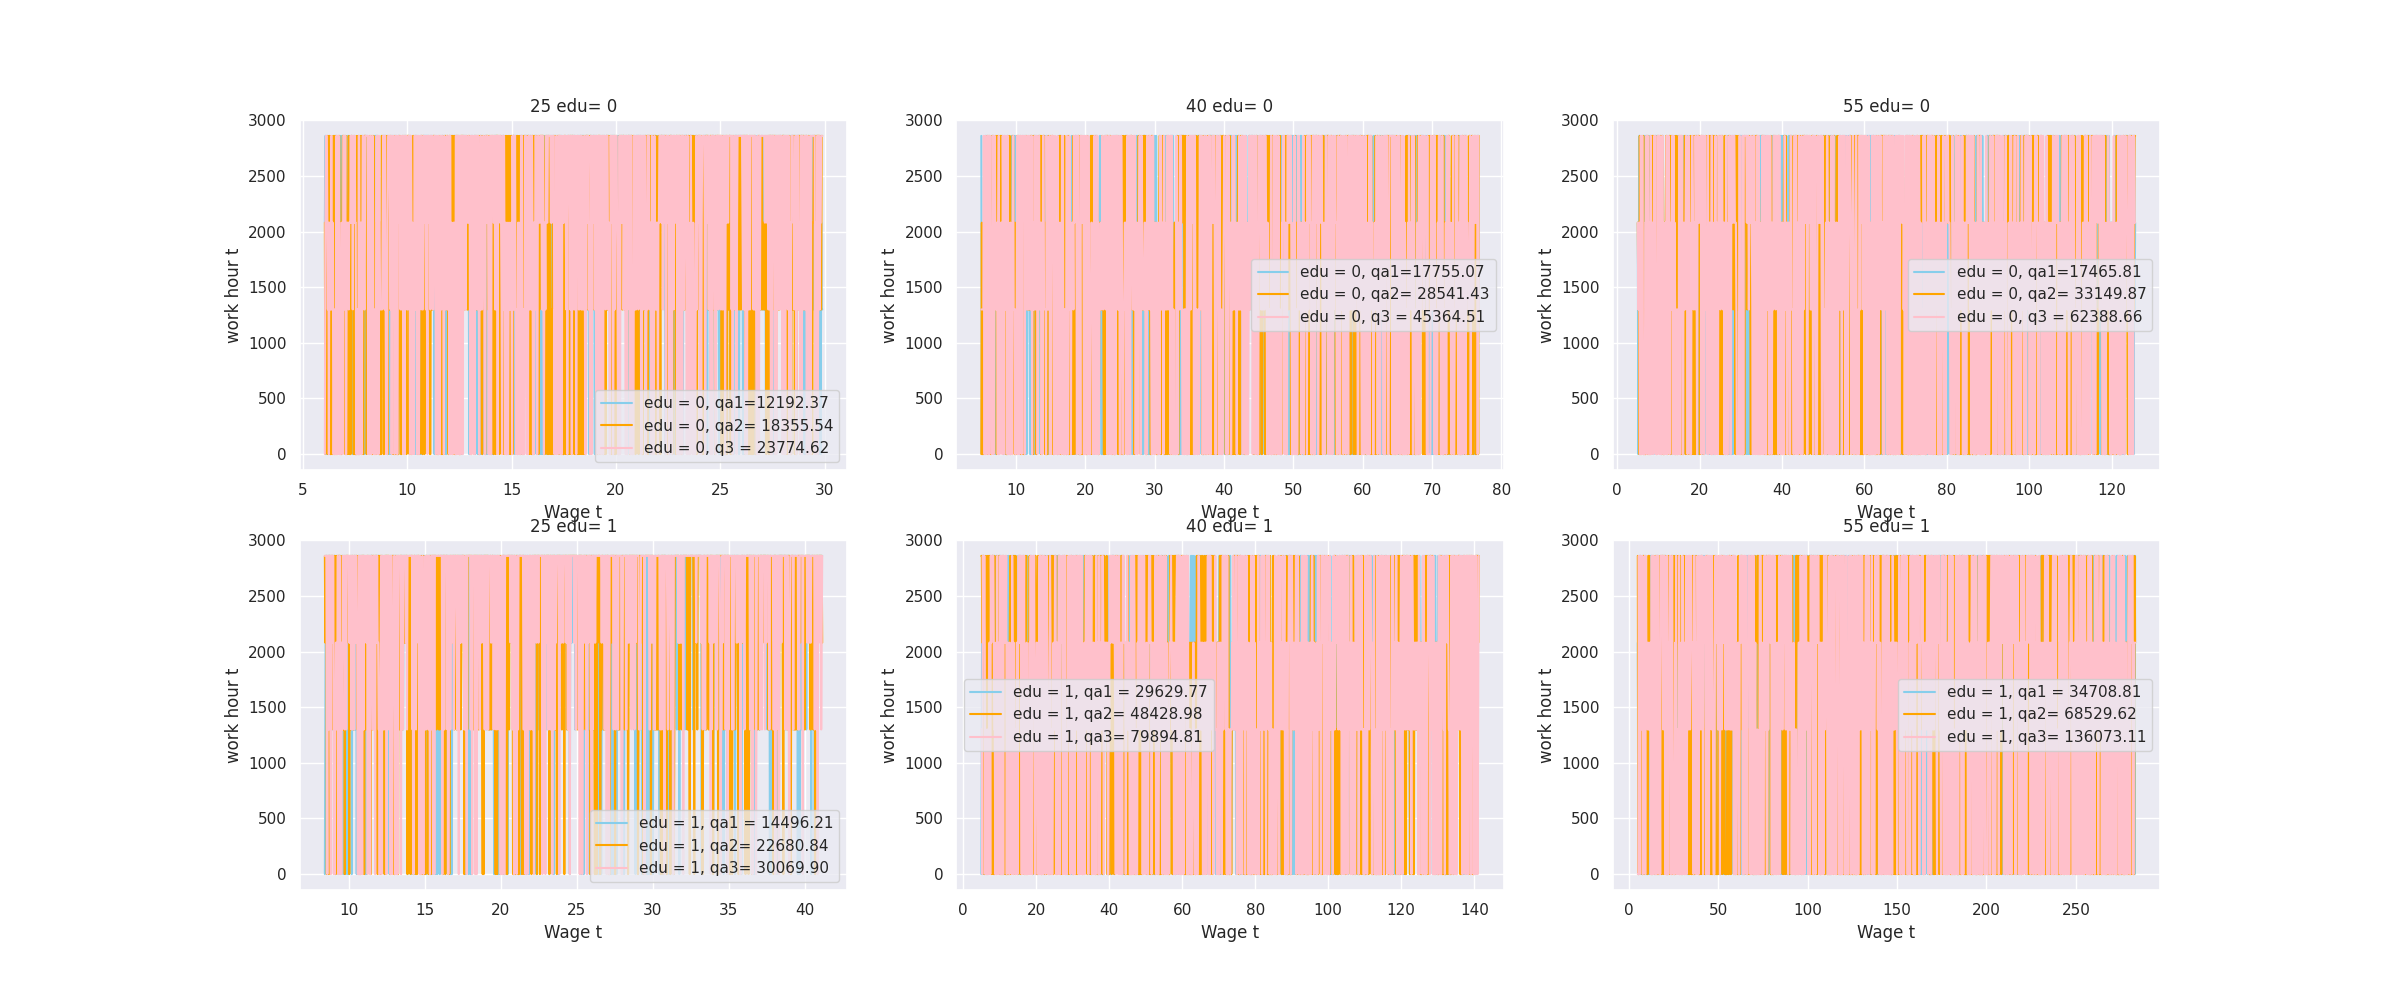 25 edu= 0
3000
2500
2000
1500
1000
500
0
work hour t
edu = 0, qa1=12192.37
edu = 0, qa2= 18355.54
edu = 0, q3 = 23774.62
5 10 15 20 25 30
Wage t
40 edu= 0
3000
2500
2000
1500
1000
500
0
work hour t
edu = 0, qa1=17755.07
edu = 0, qa2= 28541.43
edu = 0, q3 = 45364.51
10 20 30 40 50 60 70 80
Wage t
55 edu= 0
3000
2500
2000
1500
1000
500
0
work hour t
edu = 0, qa1=17465.81
edu = 0, qa2= 33149.87
edu = 0, q3 = 62388.66
0 20 40 60 80 100 120
Wage t
25 edu= 1
3000
2500
2000
1500
1000
500
0
work hour t
edu = 1, qa1 = 14496.21
edu = 1, qa2= 22680.84
edu = 1, qa3= 30069.90
10 15 20 25 30 35 40
Wage t
40 edu= 1
3000
2500
2000
1500
1000
500
0
work hour t
edu = 1, qa1 = 29629.77
edu = 1, qa2= 48428.98
edu = 1, qa3= 79894.81
0 20 40 60 80 100 120 140
Wage t
55 edu= 1
3000
2500
2000
1500
1000
500
0
work hour t
edu = 1, qa1 = 34708.81
edu = 1, qa2= 68529.62
edu = 1, qa3= 136073.11
0 50 100 150 200 250
Wage t